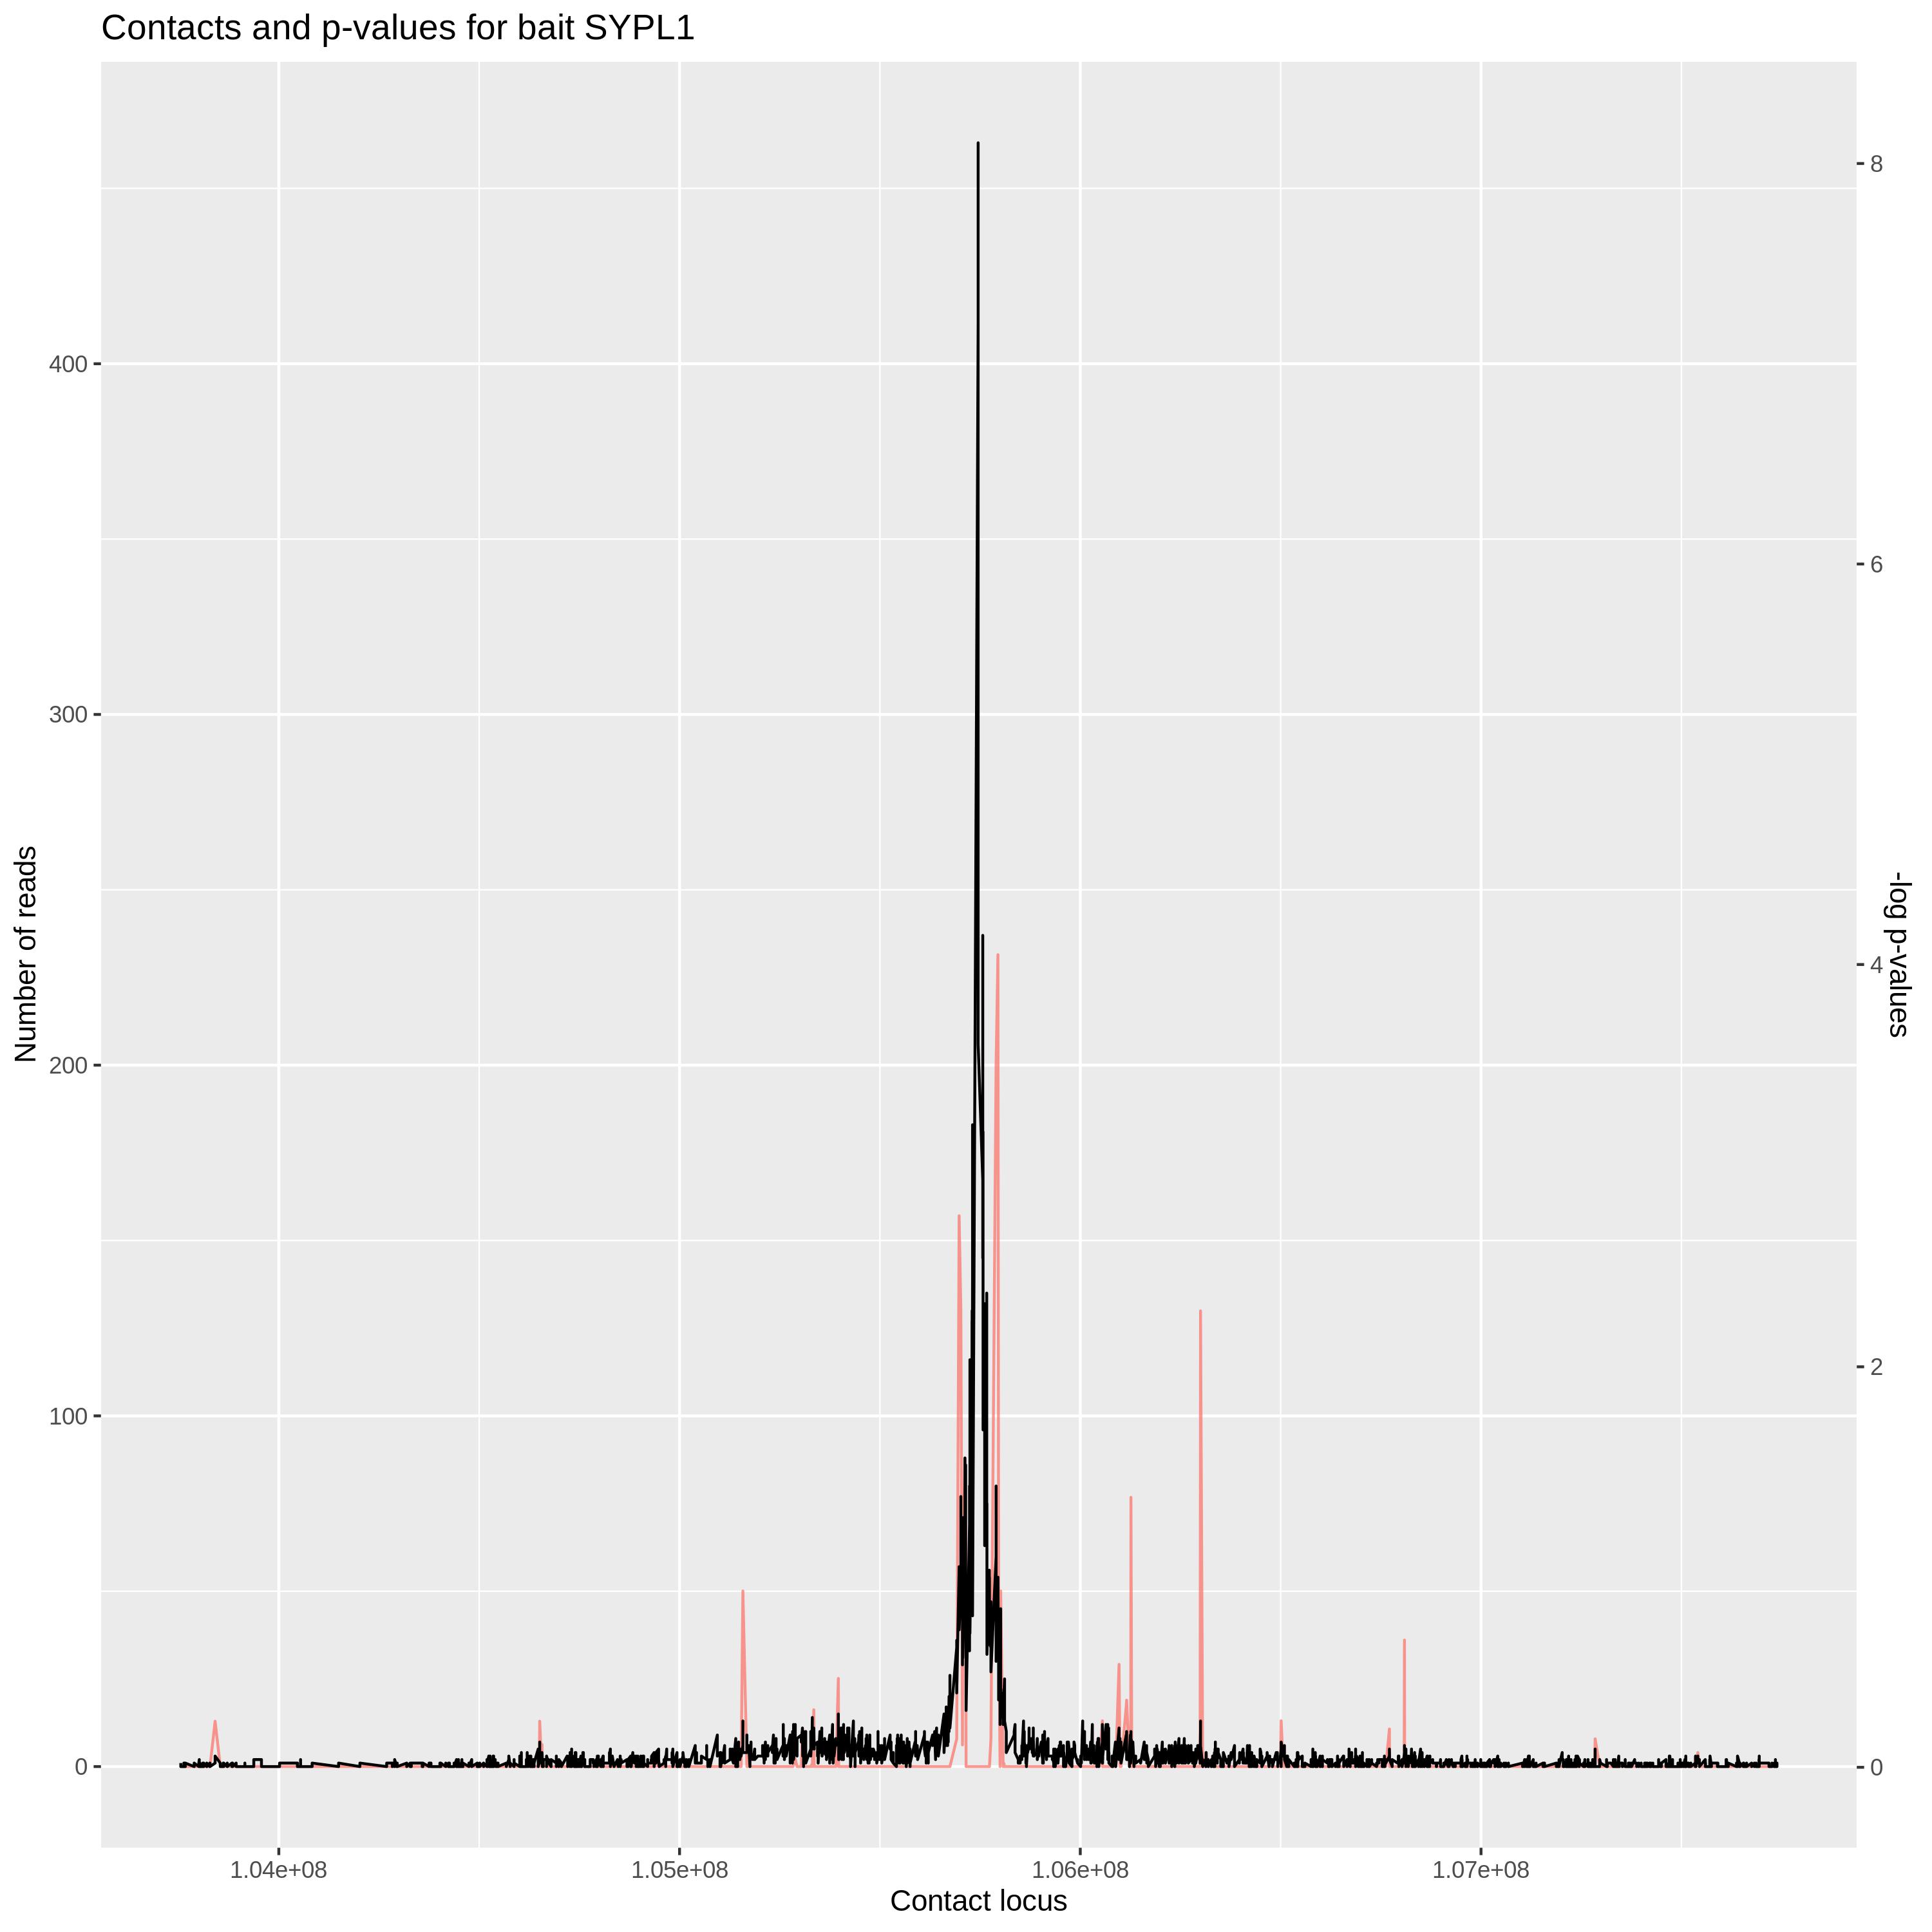 Contacts and p-values for bait SYPL1
8
400
6
300
Number of reads
-log p-values
4
200
2
100
0
0
1.04e+08 1.05e+08 1.06e+08 1.07e+08
Contact locus